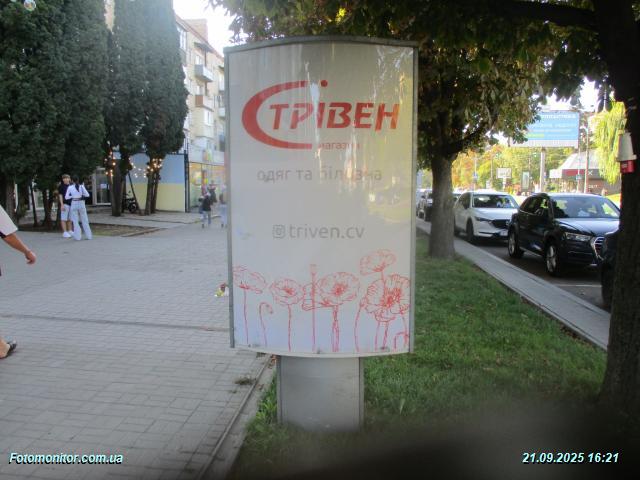 ТРІВЕН
магазин
одяг та білизна
triven.cv
Fotomonitor.com.ua
21.09.2025 16:21